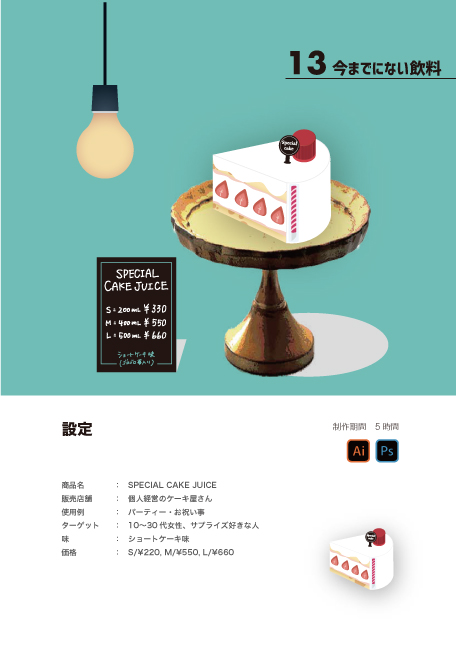 13 今までにない飲料
Special
cake
SPECIAL
CAKE JUICE
S=200mL ¥330
M=400mL ¥550
L=600mL ¥660
ショートケーキ味
設定
制作期間 5時間
Ai Ps
商品名 : SPECIAL CAKE JUICE
販売店舗 : 個人経営のケーキ屋さん
使用例 : パーティー・お祝い事
ターゲット : 10〜30代女性、サプライズ好きな人
味 : ショートケーキ味
価格 : S/¥220, M/¥550, L/¥660